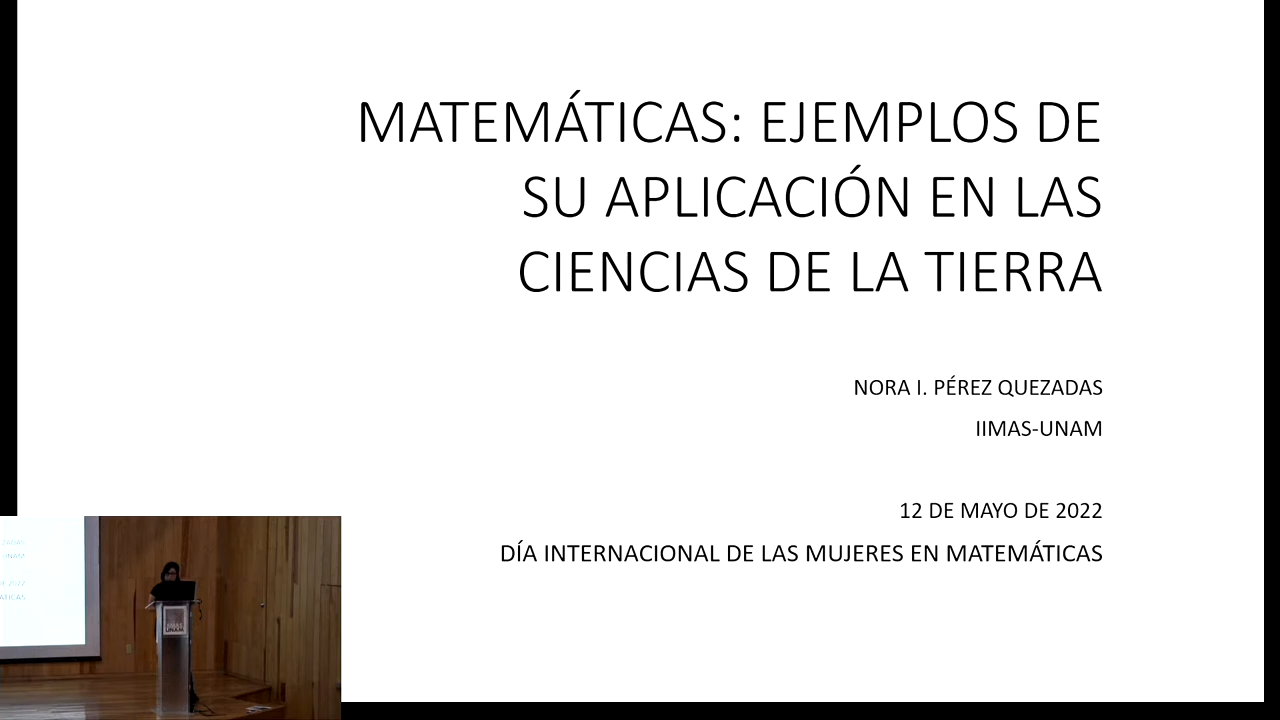 MATEMÁTICAS: EJEMPLOS DE
SU APLICACIÓN EN LAS
CIENCIAS DE LA TIERRA
NORA I. PÉREZ QUEZADAS
IIMAS-UNAM
12 DE MAYO DE 2022
DÍA INTERNACIONAL DE LAS MUJERES EN MATEMÁTICAS